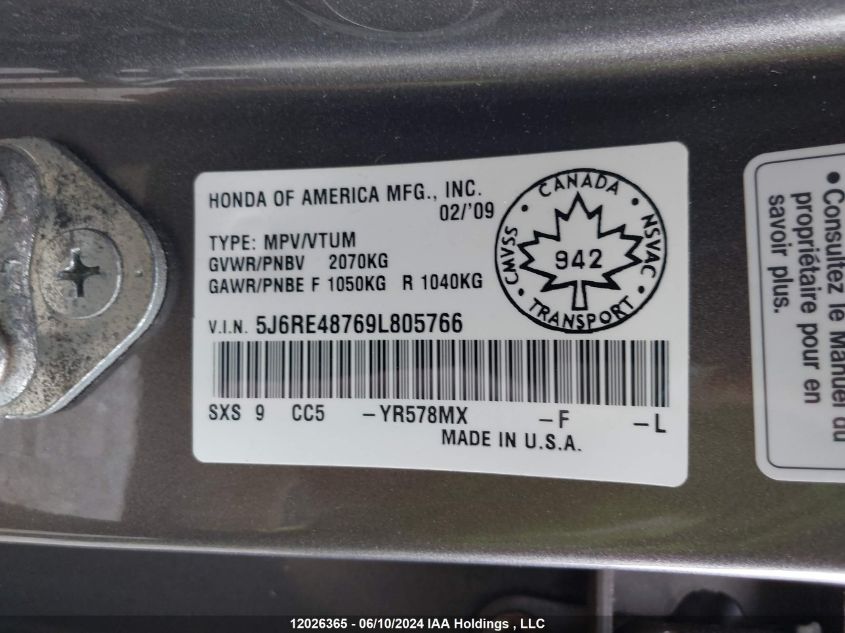 HONDA OF AMERICA MFG., INC.
02/'09
TYPE: MPV/VTUM
GVWR/PNBV 2070KG
GAWR/PNBE F 1050KG R 1040KG
V.I.N. 5J6RE48769L805766
SXS 9 CC5 -YR578MX -F -L
MADE IN U.S.A.
CANADA
CMVSS 942 NSVAC
TRANSPORT
• Consultez le Manuel du
propriétaire pour en
savoir plus.
12026365 - 06/10/2024 IAA Holdings , LLC